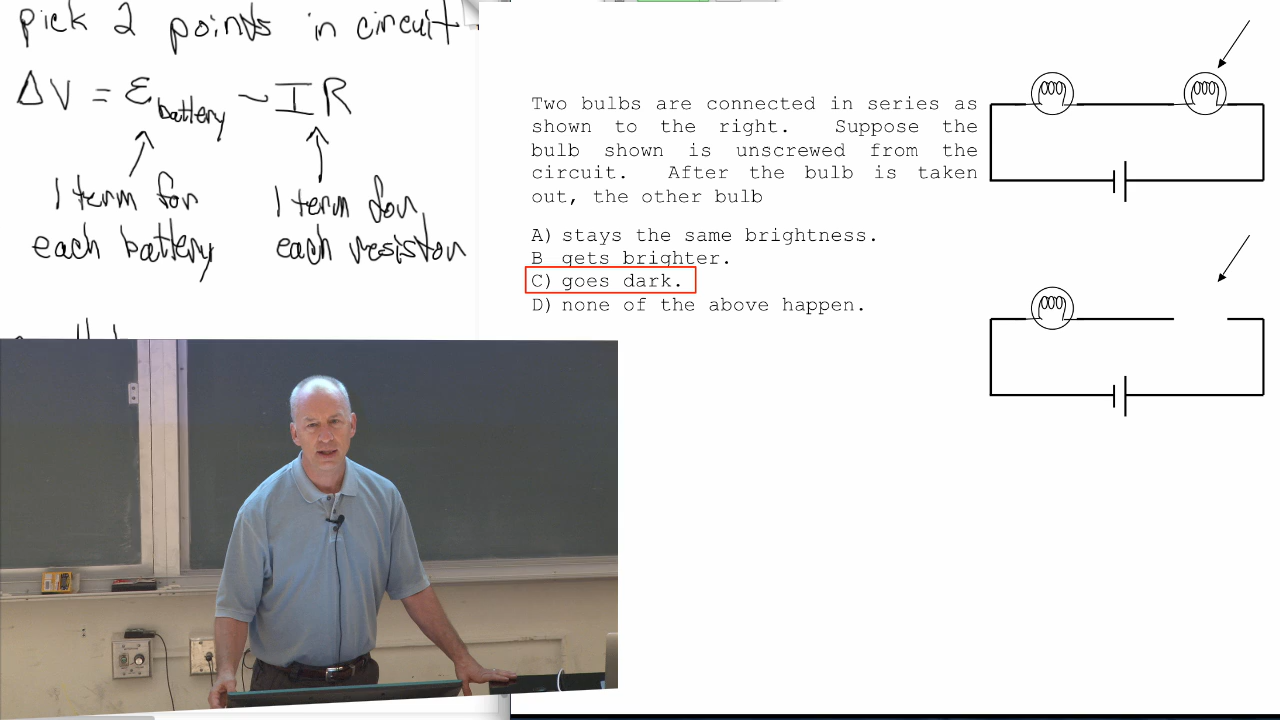 pick 2 points in circuit
ΔV = ε battery - IR
1 term for
each battery
1 term for
each resistor
Two bulbs are connected in series as
shown to the right. Suppose the
bulb shown is unscrewed from the
circuit. After the bulb is taken
out, the other bulb
A) stays the same brightness.
B gets brighter.
C) goes dark.
D) none of the above happen.